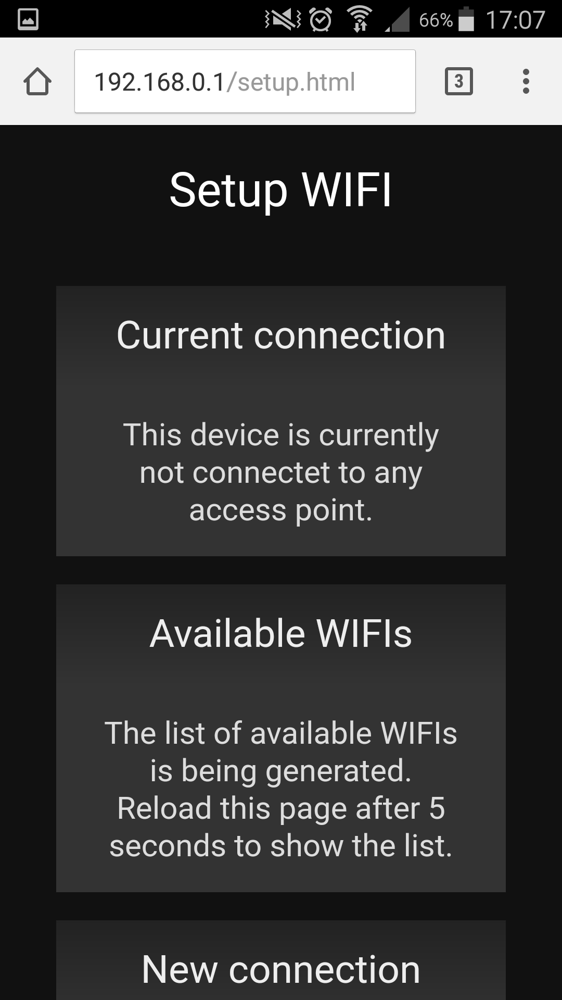 66% 17:07
192.168.0.1/setup.html
3
Setup WIFI
Current connection
This device is currently
not connectet to any
access point.
Available WIFIs
The list of available WIFIs
is being generated.
Reload this page after 5
seconds to show the list.
New connection